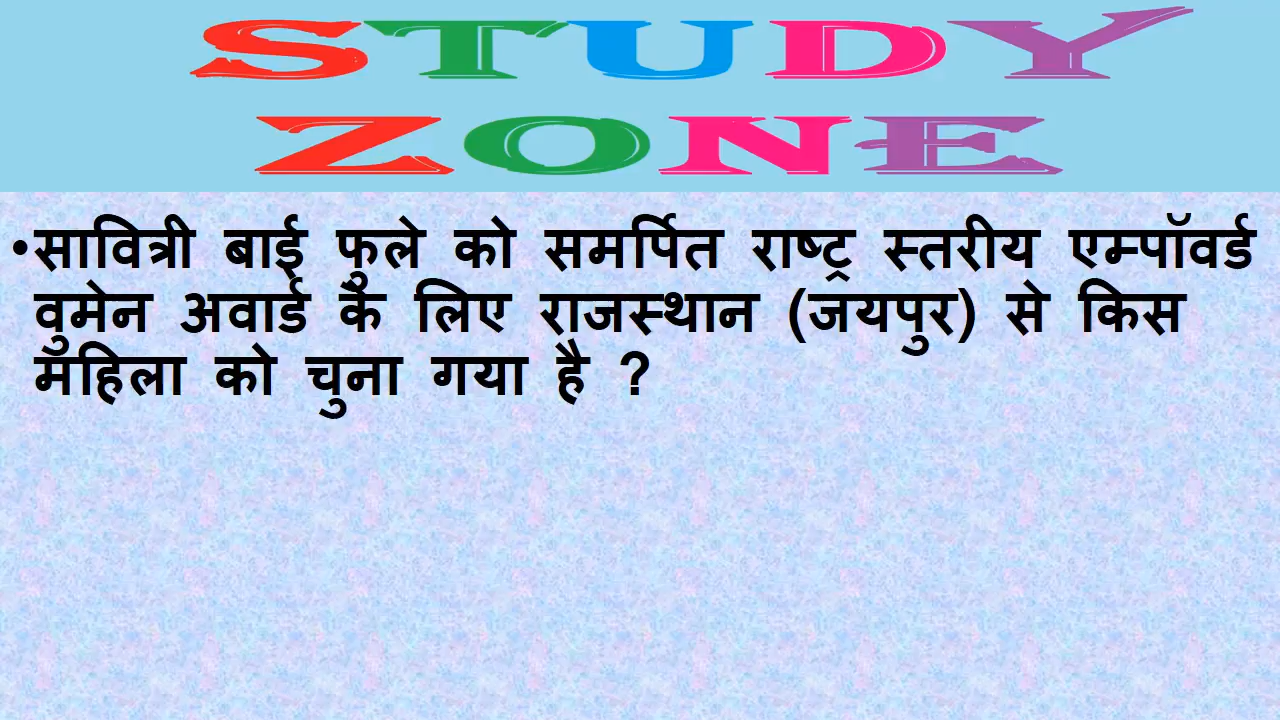 STUDY
ZONE
•सावित्री बाई फुले को समर्पित राष्ट्र स्तरीय एम्पॉवर्ड
वुमेन अवार्ड के लिए राजस्थान (जयपुर) से किस
महिला को चुना गया है ?